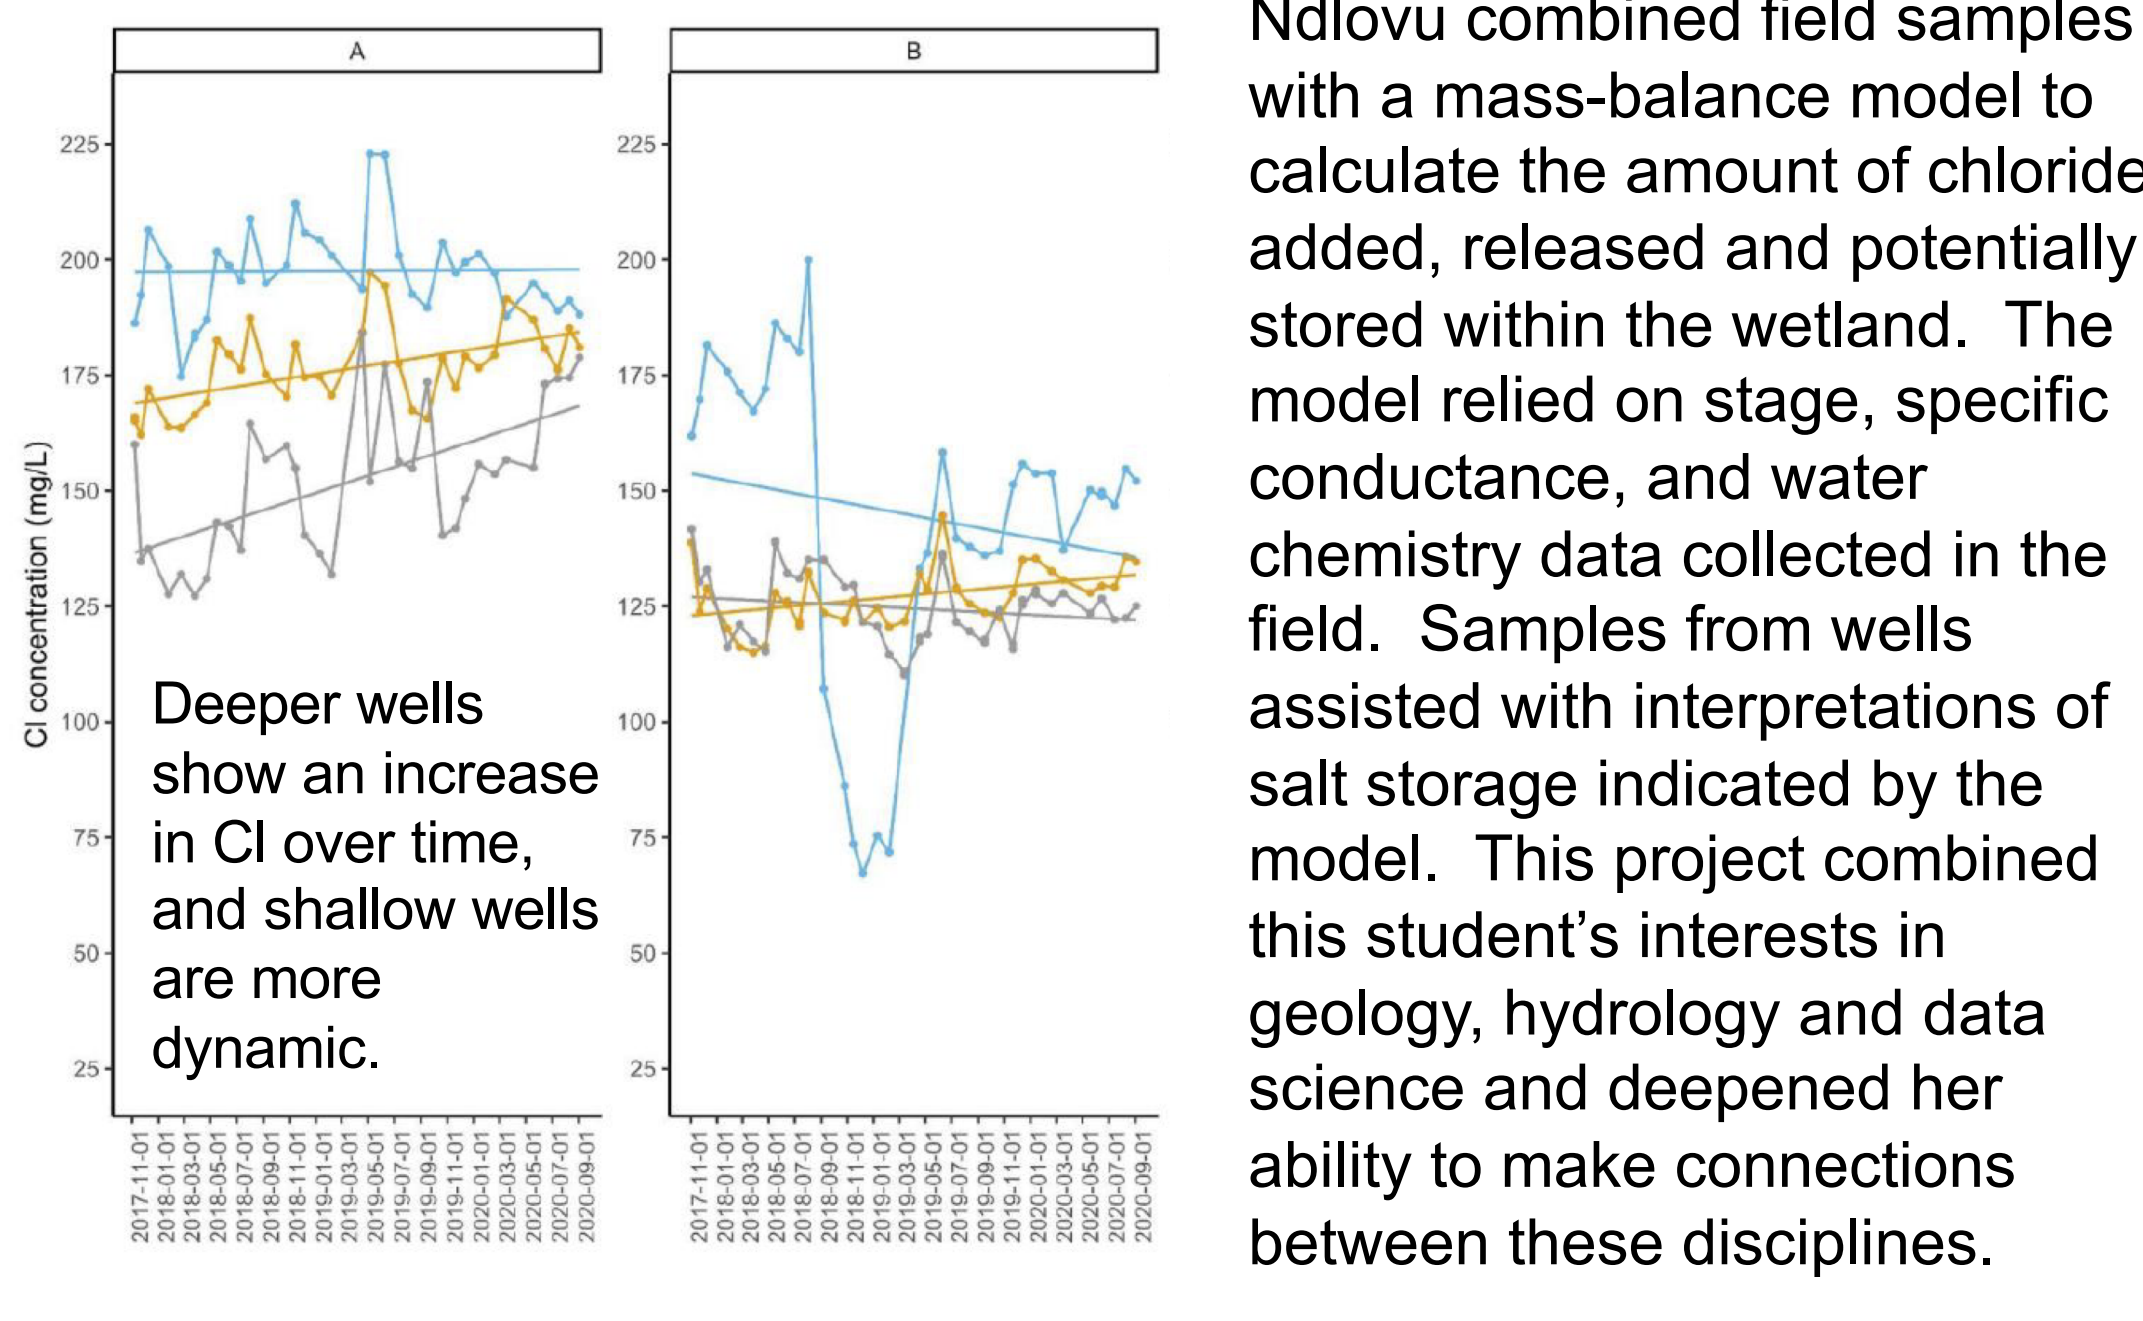 A
B
225
200
175
150
125
100
75
50
25
Cl concentration (mg/L)
225
200
175
150
125
100
75
50
25
Deeper wells
show an increase
in Cl over time,
and shallow wells
are more
dynamic.
2017-11-01
2018-01-01
2018-03-01
2018-05-01
2018-07-01
2018-09-01
2018-11-01
2019-01-01
2019-03-01
2019-05-01
2019-07-01
2019-09-01
2019-11-01
2020-01-01
2020-03-01
2020-05-01
2020-07-01
2020-09-01
2017-11-01
2018-01-01
2018-03-01
2018-05-01
2018-07-01
2018-09-01
2018-11-01
2019-01-01
2019-03-01
2019-05-01
2019-07-01
2019-09-01
2019-11-01
2020-01-01
2020-03-01
2020-05-01
2020-07-01
2020-09-01
Ndlovu combined field samples
with a mass-balance model to
calculate the amount of chloride
added, released and potentially
stored within the wetland.  The
model relied on stage, specific
conductance, and water
chemistry data collected in the
field.  Samples from wells
assisted with interpretations of
salt storage indicated by the
model.  This project combined
this student’s interests in
geology, hydrology and data
science and deepened her
ability to make connections
between these disciplines.